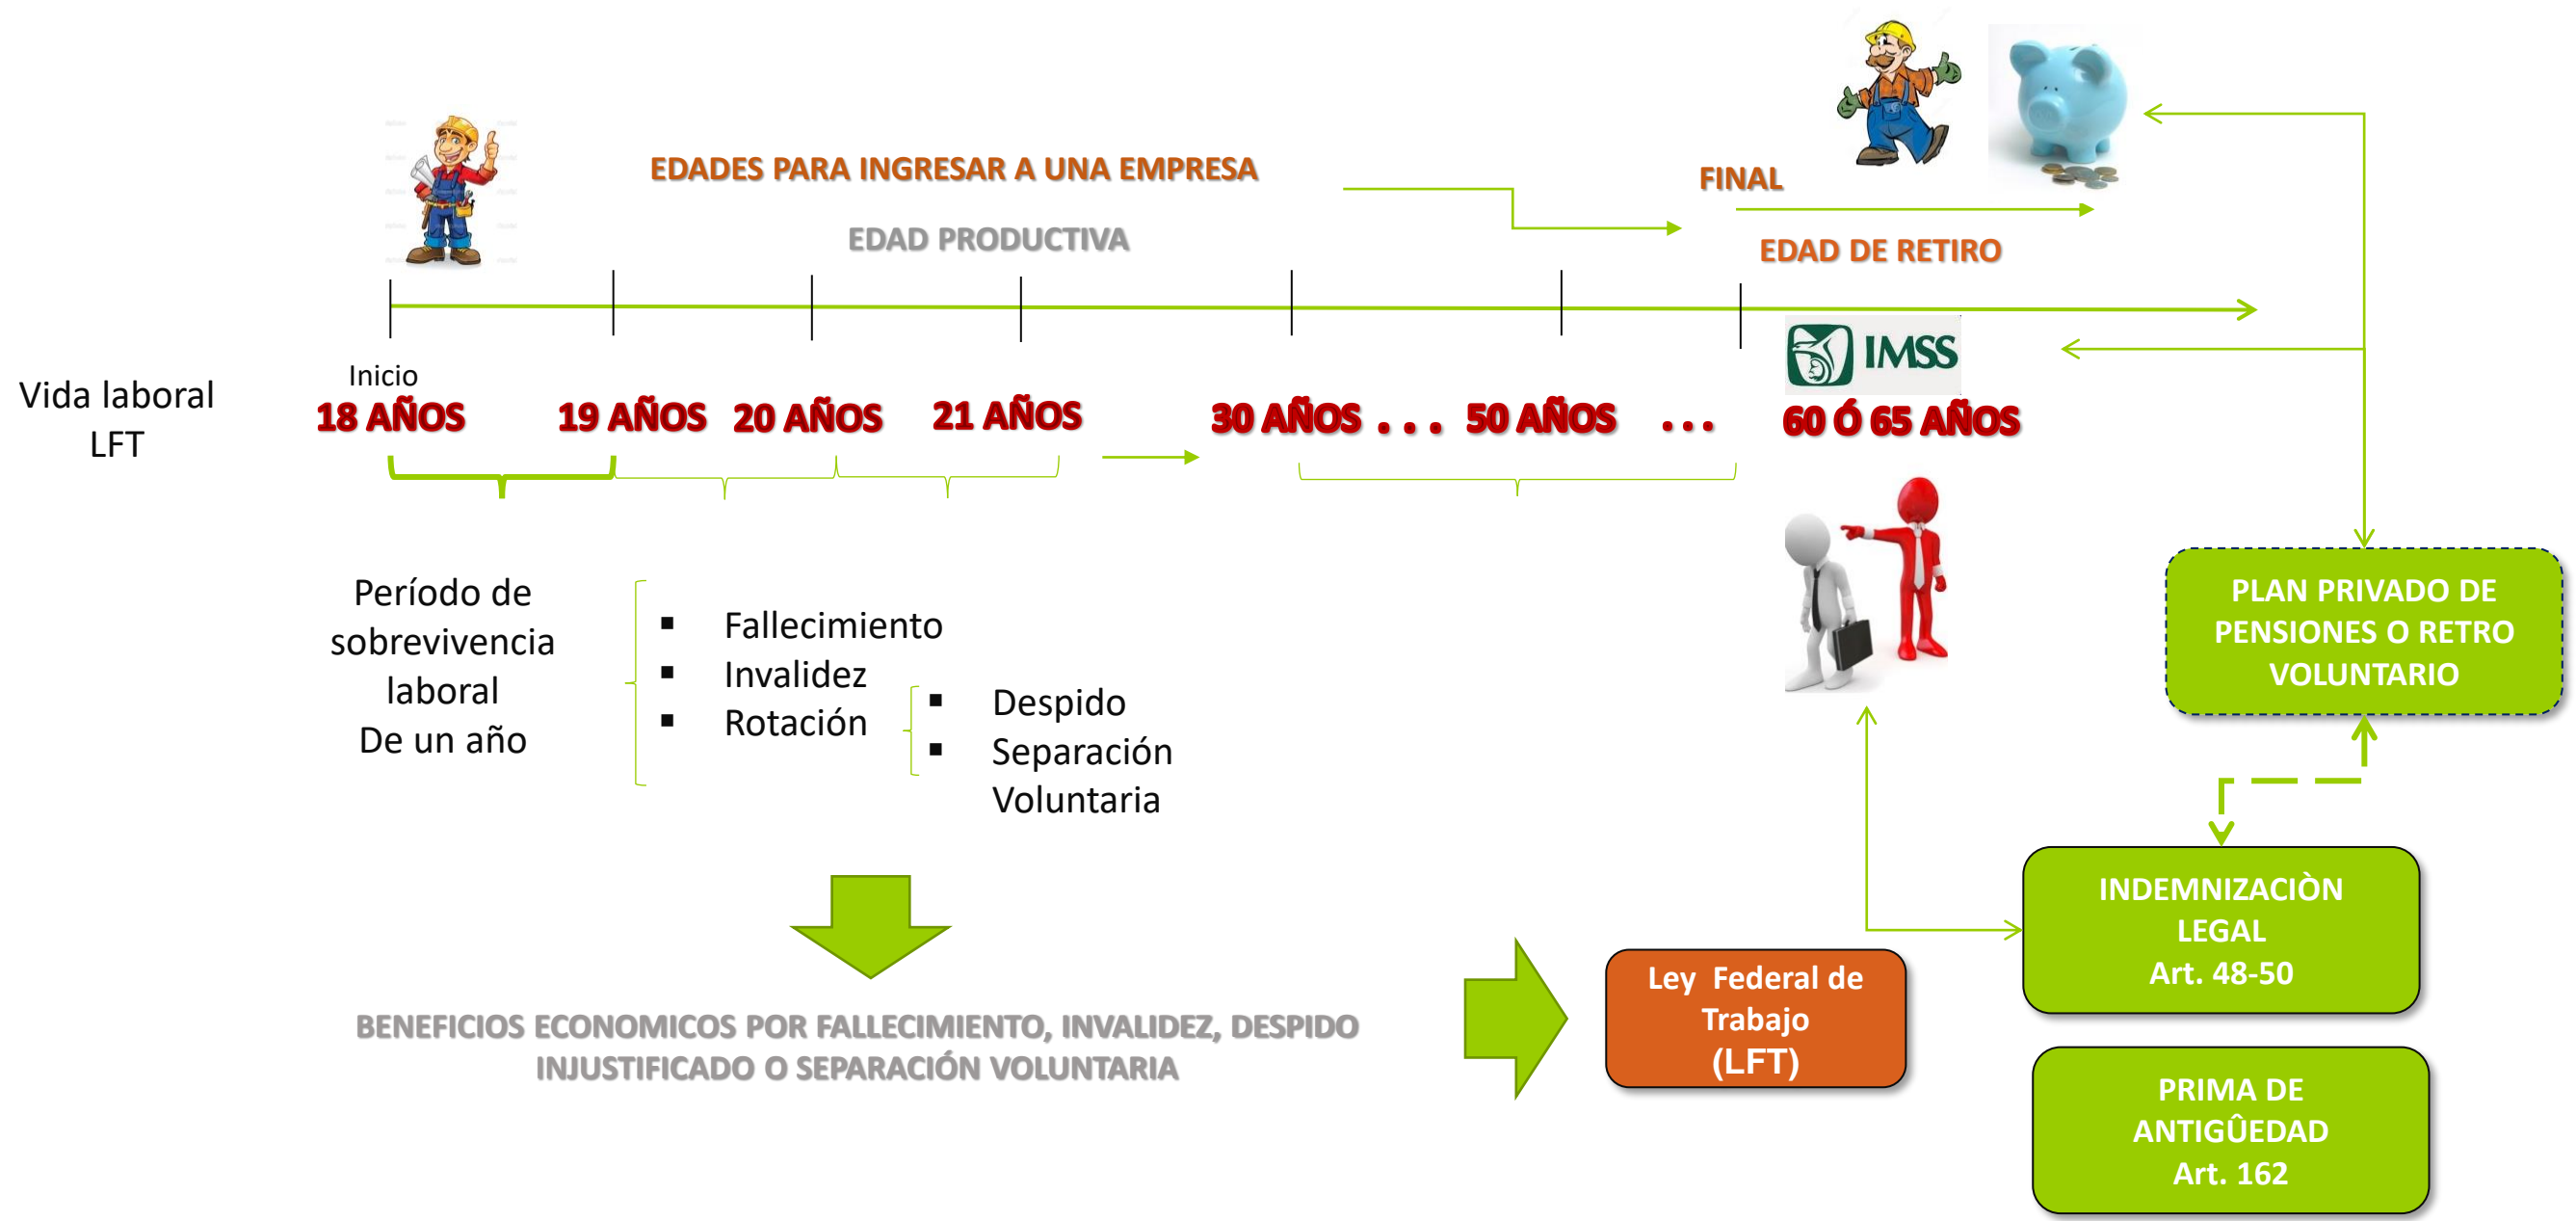 EDADES PARA INGRESAR A UNA EMPRESA
EDAD PRODUCTIVA
FINAL
EDAD DE RETIRO
IMSS
Vida laboral
LFT
Inicio
18 AÑOS
19 AÑOS
20 AÑOS
21 AÑOS
30 AÑOS . . .
50 AÑOS
. . .
60 Ó 65 AÑOS
Período de
sobrevivencia
laboral
De un año
▪ Fallecimiento
▪ Invalidez
▪ Rotación
▪ Despido
▪ Separación
Voluntaria
PLAN PRIVADO DE
PENSIONES O RETRO
VOLUNTARIO
BENEFICIOS ECONOMICOS POR FALLECIMIENTO, INVALIDEZ, DESPIDO
INJUSTIFICADO O SEPARACIÓN VOLUNTARIA
Ley Federal de
Trabajo
(LFT)
INDEMNIZACIÒN
LEGAL
Art. 48-50
PRIMA DE
ANTIGÛEDAD
Art. 162